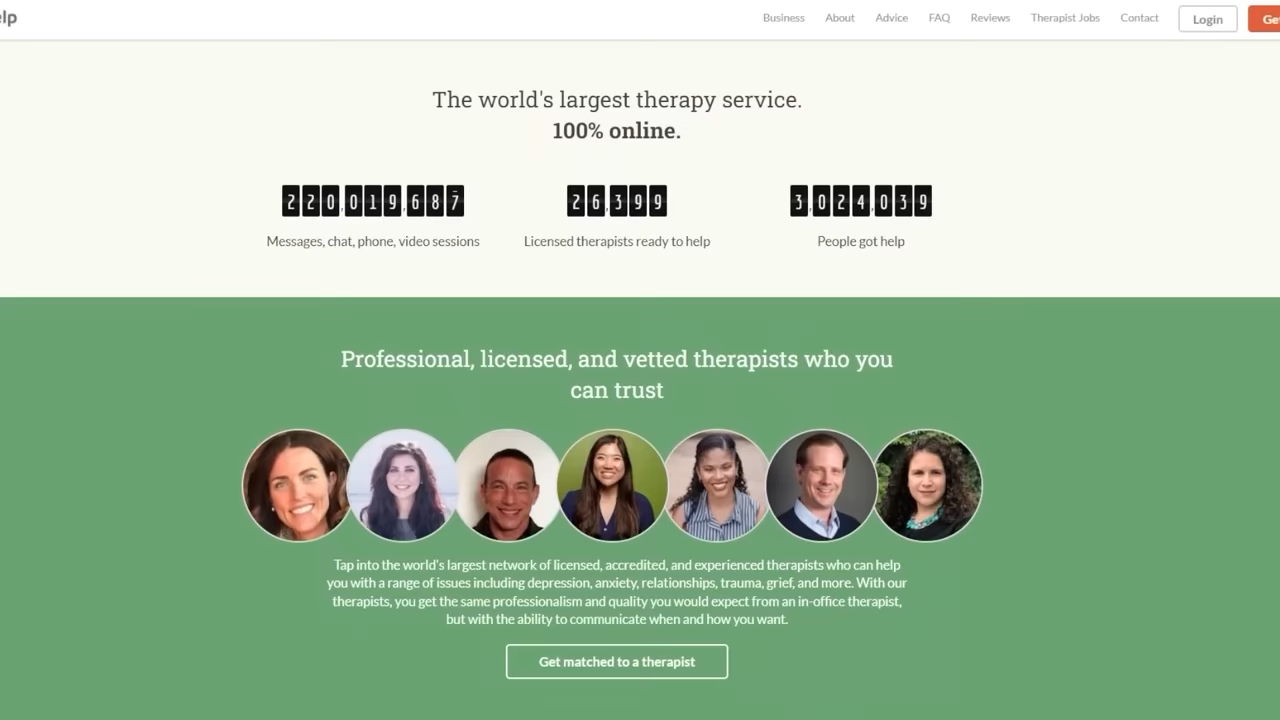 elp
Business About Advice FAQ Reviews Therapist Jobs Contact Login Ge
The world's largest therapy service.
100% online.
220,019,687 26,399 3,024,039
Messages, chat, phone, video sessions Licensed therapists ready to help People got help
Professional, licensed, and vetted therapists who you
can trust
Tap into the world's largest network of licensed, accredited, and experienced therapists who can help
you with a range of issues including depression, anxiety, relationships, trauma, grief, and more. With our
therapists, you get the same professionalism and quality you would expect from an in-office therapist,
but with the ability to communicate when and how you want.
Get matched to a therapist